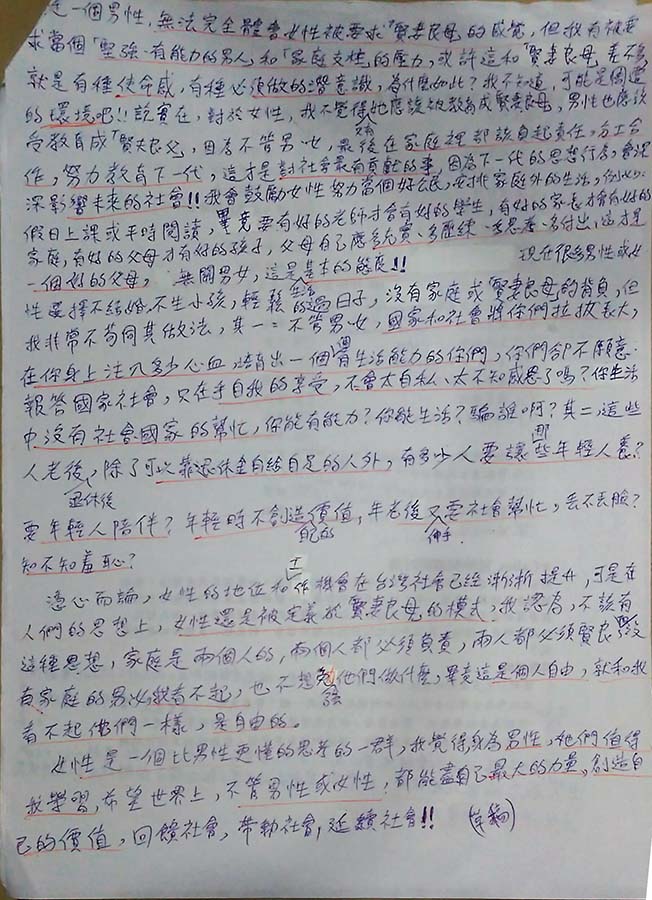 是一個男性，無法完全體會女性被要求「賢妻良母」的感覺，但我有被要
求當個「堅強、有能力的男人」和「家庭支柱」的壓力，或許這和「賢妻良母」差不多
就是有種使命感，有種必須做的潛意識，為什麼如此？我不知道，可能是周遭
的環境吧!! 說實在，對於女性，我不覺得她應該被教育成賢妻良母，男性也應該
受教育成「賢夫良父」，因為不管男、女，最後在家庭裡都該負起責任，分工合
作，努力教育下一代，這才是對社會最有貢獻的事，因為下一代的思想行為，會深
深影響未來的社會!! 我會鼓勵女性努力當個好公民，安排家庭外的生活，例如：
假日上課或平時閱讀，畢竟要有好的老師才會有好的學生，有好的家長才會有好的
家庭，有好的父母才有好的孩子，父母自己應多充實、多歷練、多思考、多付出，這才是
一個好的父母，無關男女，這是基本的態度!! 現在很多男性或女
性選擇不結婚、不生小孩，輕鬆的過生活日子，沒有家庭或「賢妻良母」的背負，但
我非常不苟同其做法，其一：不管男、女，國家和社會將你們拉拔長大，
在你身上注入多少心血，培育出一個個有生活能力的你們，你們卻不願意
報答國家社會，只在乎自我的享受，不會太自私、太不知感恩了嗎？你生活
中沒有社會、國家的幫忙，你能有能力？你能生活？騙誰啊？其二，這些
人老後，除了可以靠退休金自給自足的人外，有多少人要讓那些年輕人養？
退休後
要年輕人陪伴？年輕時不創造自己的價值，年老後又要伸手社會幫忙，丟不丟臉？
知不知羞恥？
憑心而論，女性的地位和工作機會在台灣社會已經漸漸提升，可是在
人們的思想上，女性還是被定義於賢妻良母的模式，我認為，不該有
這種思想，家庭是兩個人的，兩個人都必須負責，兩人都必須賢良，沒
有家庭的男、女，我看不起，也不想勉強他們做什麼，畢竟這是個人自由，就和我
看不起他們一樣，是自由的。
女性是一個比男性更懂的思考的一群，我覺得，身為男性，她們值得
我學習，希望世界上，不管男性或女性，都能盡自己最大的力量，創造自
己的價值，回饋社會，帶動社會，延續社會!! （草稿）